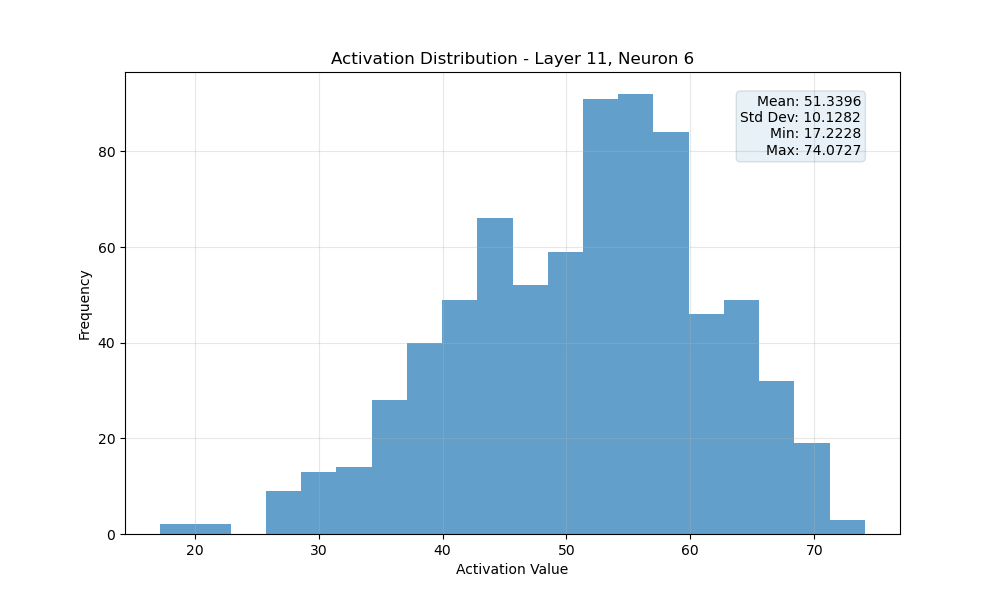 Activation Distribution - Layer 11, Neuron 6
Mean: 51.3396
Std Dev: 10.1282
Min: 17.2228
Max: 74.0727
80
60
40
20
0
Frequency
20 30 40 50 60 70
Activation Value